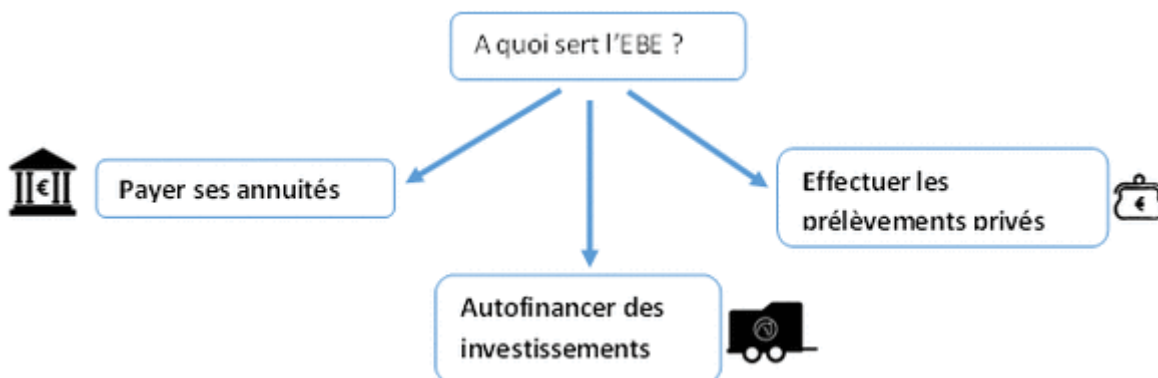 A quoi sert l'EBE ?
€
Payer ses annuités
Effectuer les
prélèvements privés
€
Autofinancer des
investissements